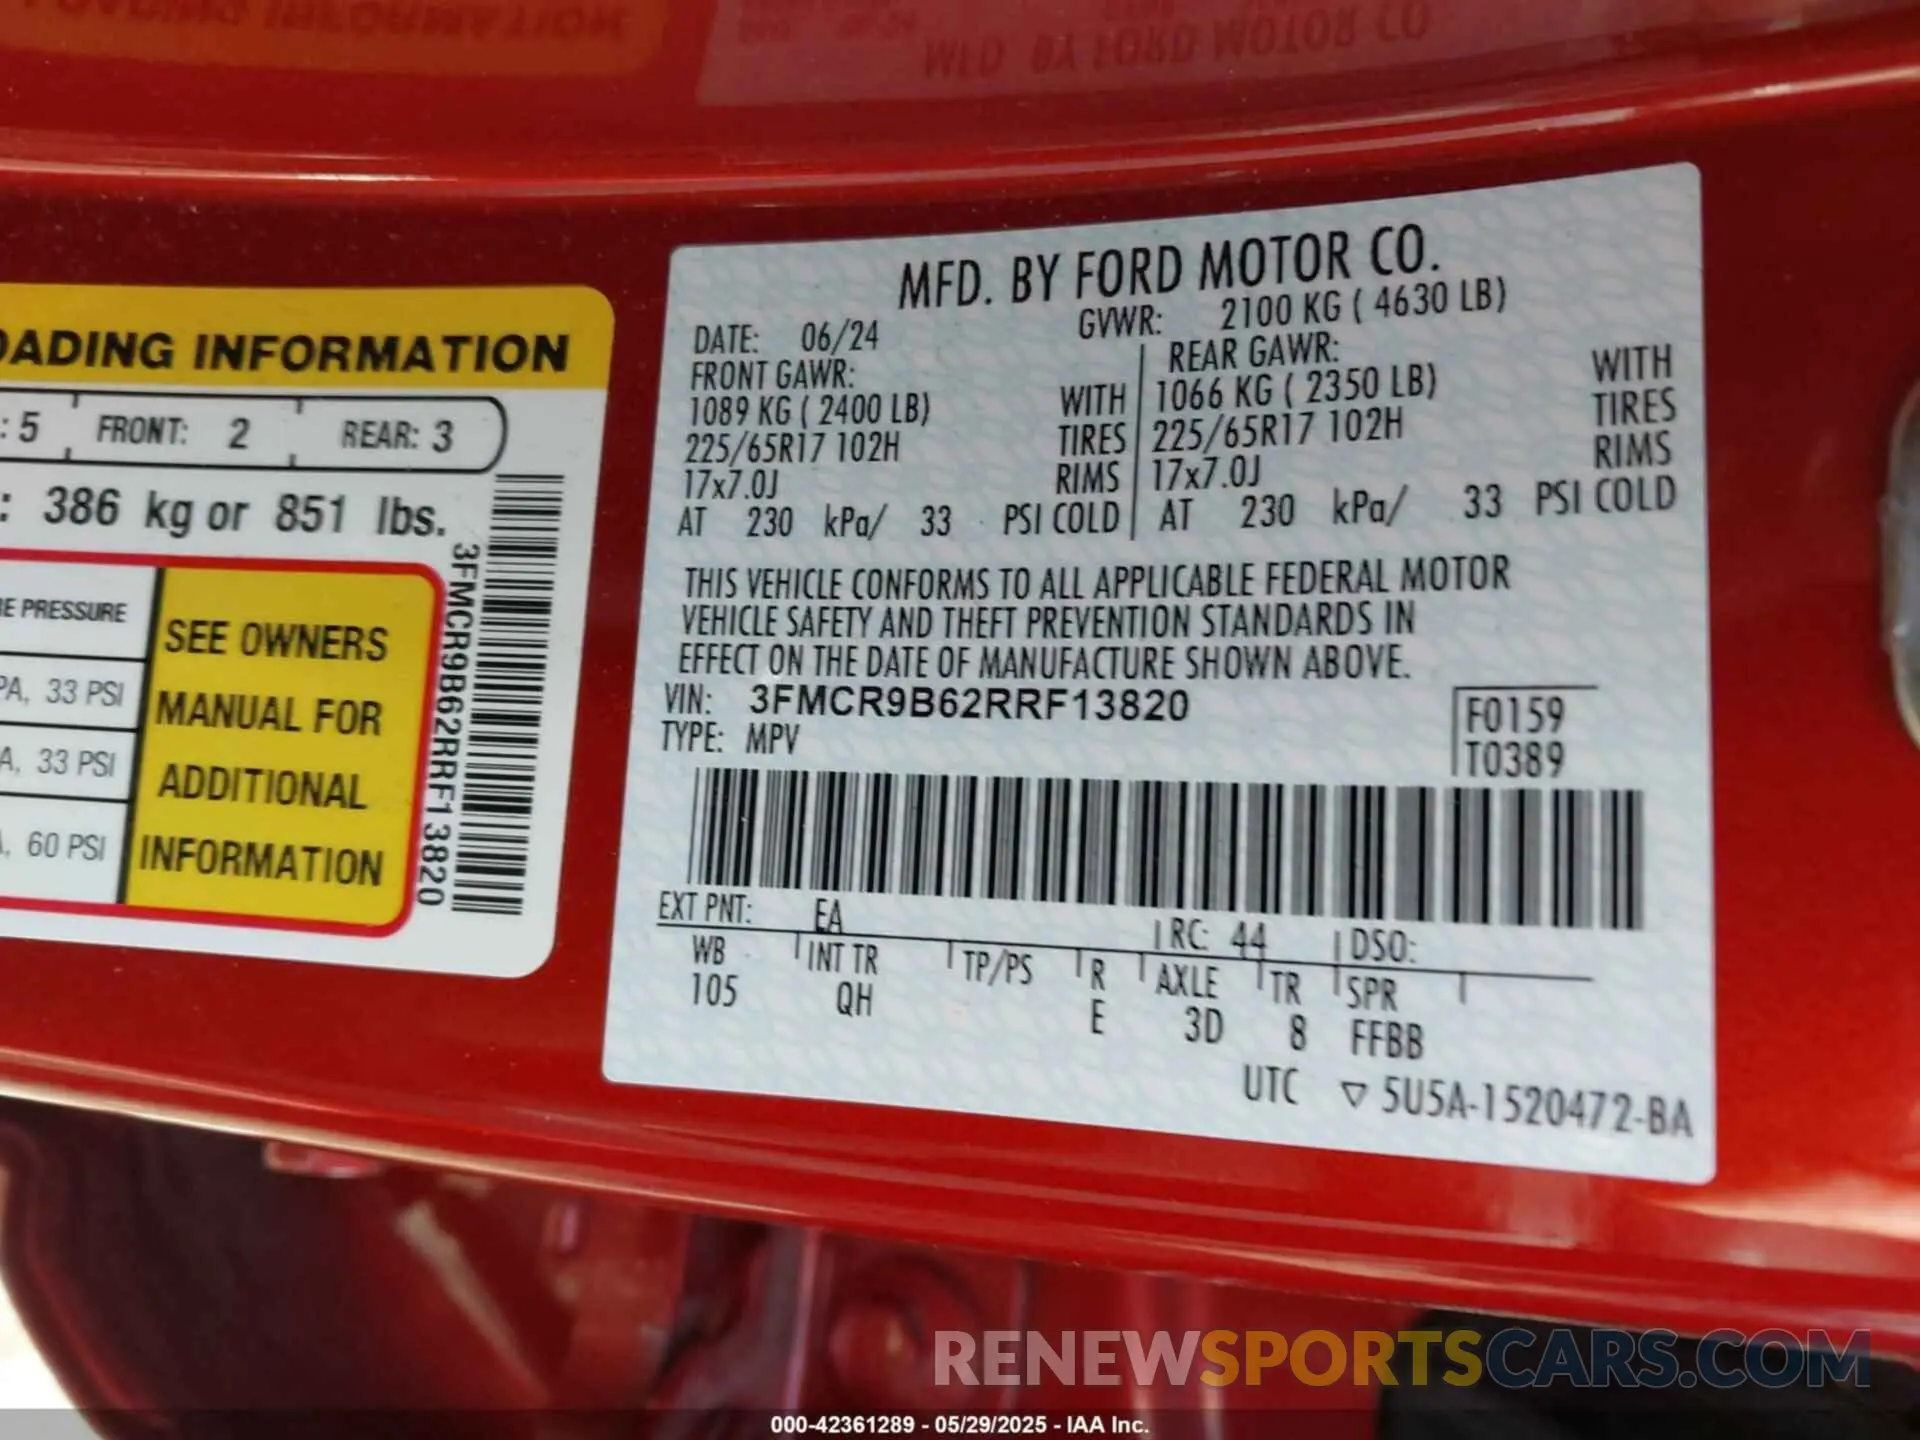 MFD. BY FORD MOTOR CO.
DATE: 06/24 GVWR: 2100 KG ( 4630 LB)
FRONT GAWR: REAR GAWR: WITH
1089 KG ( 2400 LB) WITH 1066 KG ( 2350 LB) TIRES
225/65R17 102H TIRES 225/65R17 102H RIMS
17x7.0J RIMS 17x7.0J
AT 230 kPa/ 33 PSI COLD AT 230 kPa/ 33 PSI COLD
THIS VEHICLE CONFORMS TO ALL APPLICABLE FEDERAL MOTOR
VEHICLE SAFETY AND THEFT PREVENTION STANDARDS IN
EFFECT ON THE DATE OF MANUFACTURE SHOWN ABOVE.
VIN: 3FMCR9B62RRF13820 F0159
TYPE: MPV T0389
EXT PNT: EA RC: 44 DSO:
WB INT TR TP/PS R AXLE TR SPR
105 QH E 3D 8 FFBB
UTC ▽ 5U5A-1520472-BA
OADING INFORMATION
: 5 FRONT: 2 REAR: 3
: 386 kg or 851 lbs.
3FMCR9B62RRF13820
E PRESSURE
PA, 33 PSI
A, 33 PSI
, 60 PSI
SEE OWNERS
MANUAL FOR
ADDITIONAL
INFORMATION
RENEWSPORTSCARS.COM
000-42361289 - 05/29/2025 - IAA Inc.